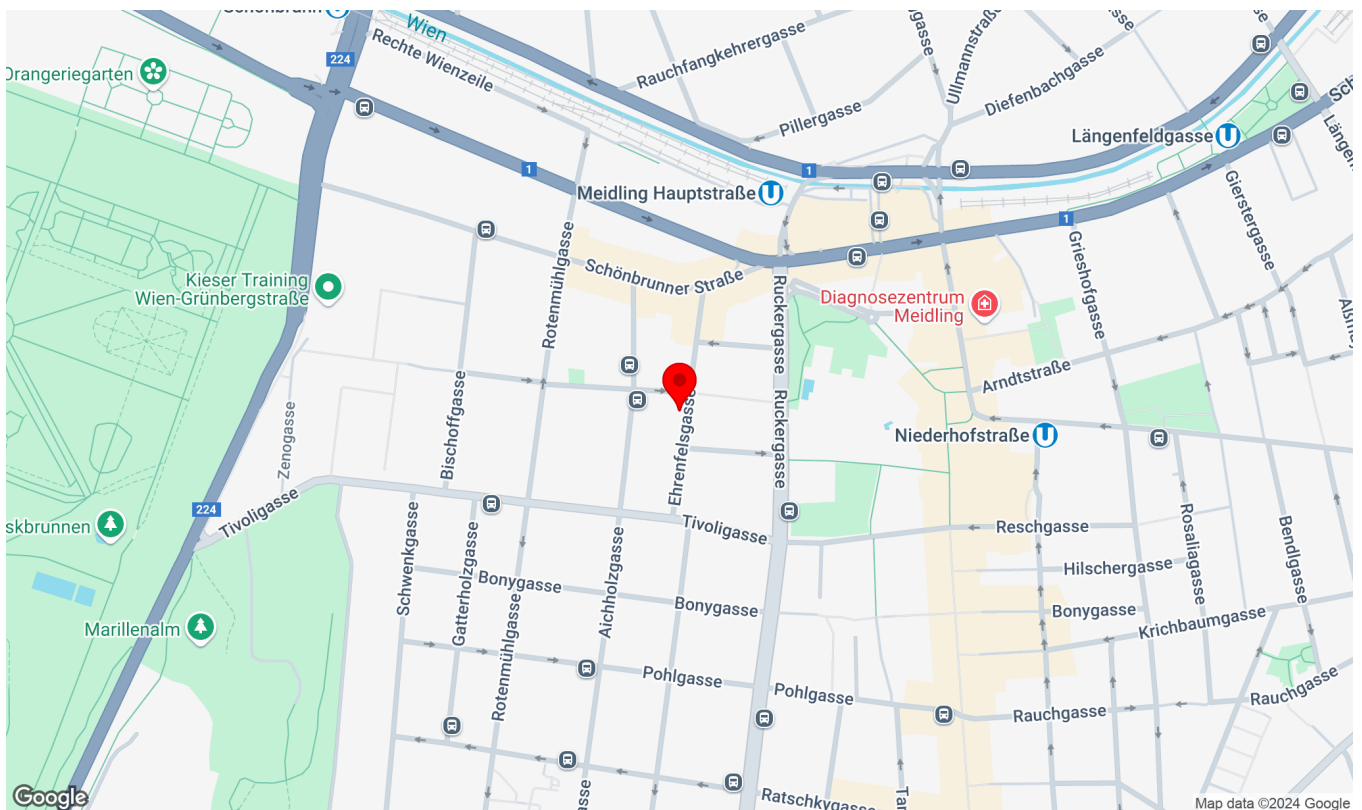 Schönbrunn
Wien
Rechte Wienzeile
Rauchfangkehrergasse
Ullmannstraße
Diefenbachgasse
224
Orangeriegarten
Pillergasse
Längenfeldgasse
1
1
1
Meidling Hauptstraße
Gierstergasse
Grieshofgasse
Kieser Training
Wien-Grünbergstraße
Rotenmühlgasse
Schönbrunner Straße
Ruckergasse
Diagnosezentrum
Meidling
Arndtstraße
Bischoffgasse
Zenogasse
Ehrenfelsgasse
Ruckergasse
Niederhofstraße
224
Tivoligasse
Tivoligasse
Reschgasse
Rosaliagasse
Bendlgasse
Schwenkgasse
Gatterholzgasse
Rotenmühlgasse
Aichholzgasse
Bonygasse
Bonygasse
Hilschergasse
Bonygasse
Krichbaumgasse
Marillenalm
Pohlgasse
Pohlgasse
Rauchgasse
Rauchgasse
Ratschkygasse
Google
Map data ©2024 Google